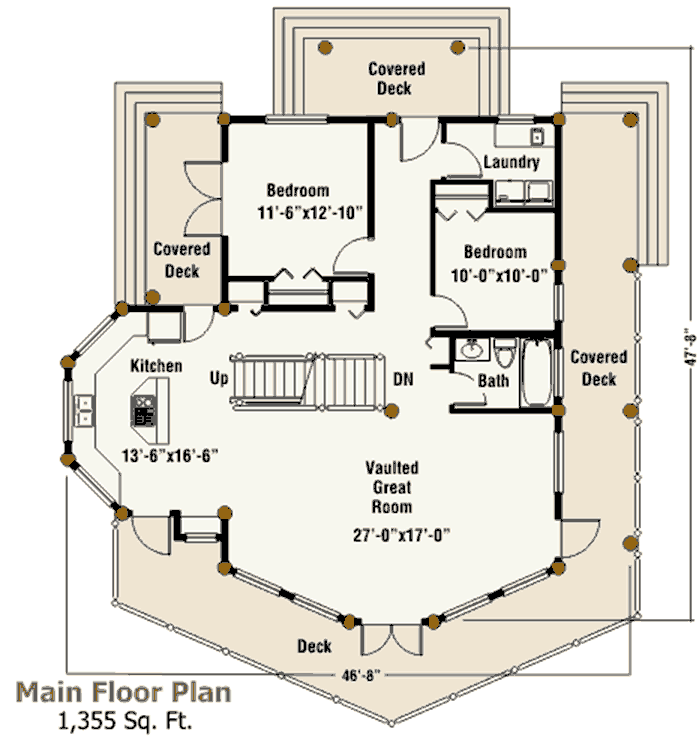 Covered
Deck
Laundry
Bedroom
11'-6"x12'-10"
Covered
Deck
Bedroom
10'-0"x10'-0"
Kitchen
Up
DN
Bath
Covered
Deck
47'-8"
13'-6"x16'-6"
Vaulted
Great
Room
27'-0"x17'-0"
Deck
46'-8"
Main Floor Plan
1,355 Sq. Ft.